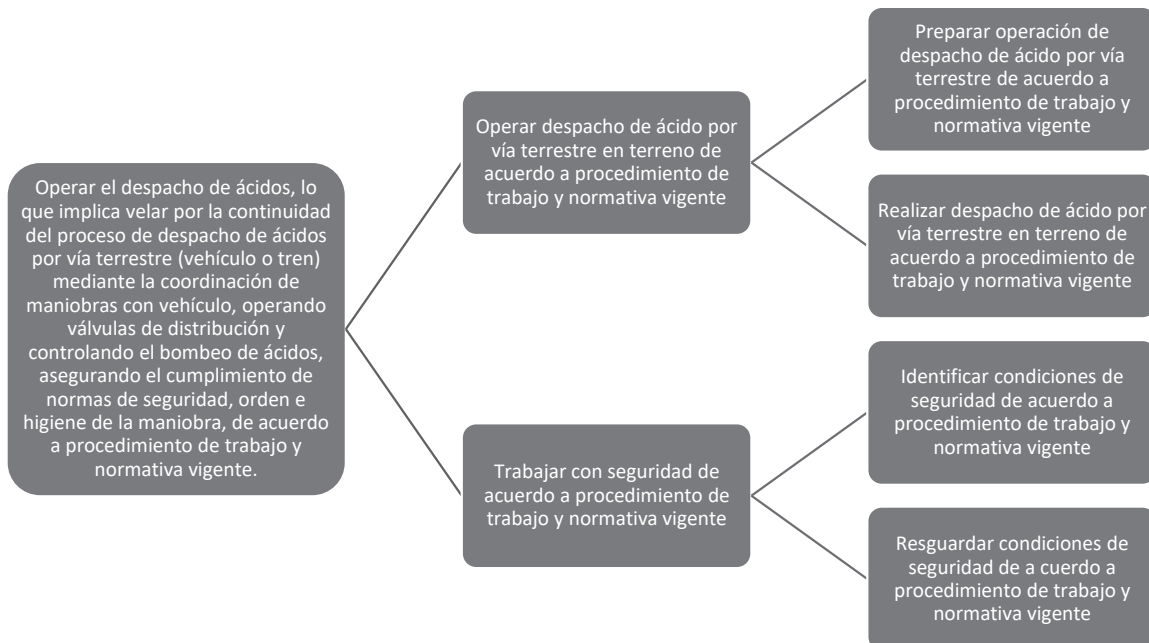 Operar el despacho de ácidos, lo
que implica velar por la continuidad
del proceso de despacho de ácidos
por vía terrestre (vehículo o tren)
mediante la coordinación de
maniobras con vehículo, operando
válvulas de distribución y
controlando el bombeo de ácidos,
asegurando el cumplimiento de
normas de seguridad, orden e
higiene de la maniobra, de acuerdo
a procedimiento de trabajo y
normativa vigente.
Operar despacho de ácido por
vía terrestre en terreno de
acuerdo a procedimiento de
trabajo y normativa vigente
Preparar operación de
despacho de ácido por vía
terrestre de acuerdo a
procedimiento de trabajo y
normativa vigente
Realizar despacho de ácido por
vía terrestre en terreno de
acuerdo a procedimiento de
trabajo y normativa vigente
Trabajar con seguridad de
acuerdo a procedimiento de
trabajo y normativa vigente
Identificar condiciones de
seguridad de acuerdo a
procedimiento de trabajo y
normativa vigente
Resguardar condiciones de
seguridad de a cuerdo a
procedimiento de trabajo y
normativa vigente